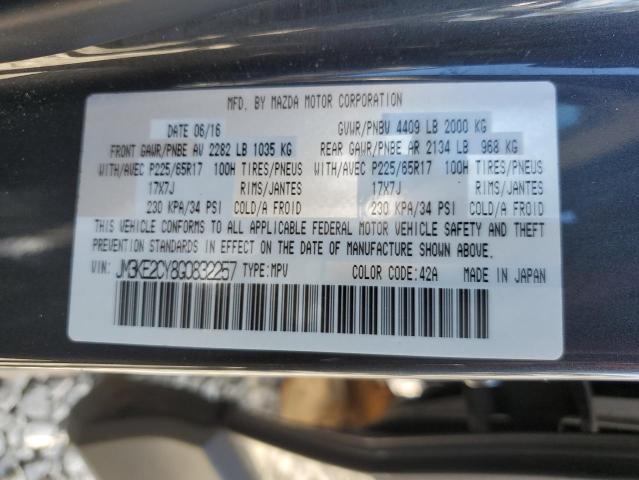 MFD. BY MAZDA MOTOR CORPORATION
DATE 06/16 GVWR/PNBV 4409 LB 2000 KG
FRONT GAWR/PNBE AV 2282 LB 1035 KG REAR GAWR/PNBE AR 2134 LB 968 KG
WITH/AVEC P225/65R17 100H TIRES/PNEUS WITH/AVEC P225/65R17 100H TIRES/PNEUS
17X7J RIMS/JANTES 17X7J RIMS/JANTES
230 KPA/34 PSI COLD/A FROID 230 KPA/34 PSI COLD/A FROID
THIS VEHICLE CONFORMS TO ALL APPLICABLE FEDERAL MOTOR VEHICLE SAFETY AND THEFT
PREVENTION STANDARDS IN EFFECT ON THE DATE OF MANUFACTURE SHOWN ABOVE.
VIN: JM3KE2CY8G0832257 TYPE:MPV COLOR CODE:42A MADE IN JAPAN